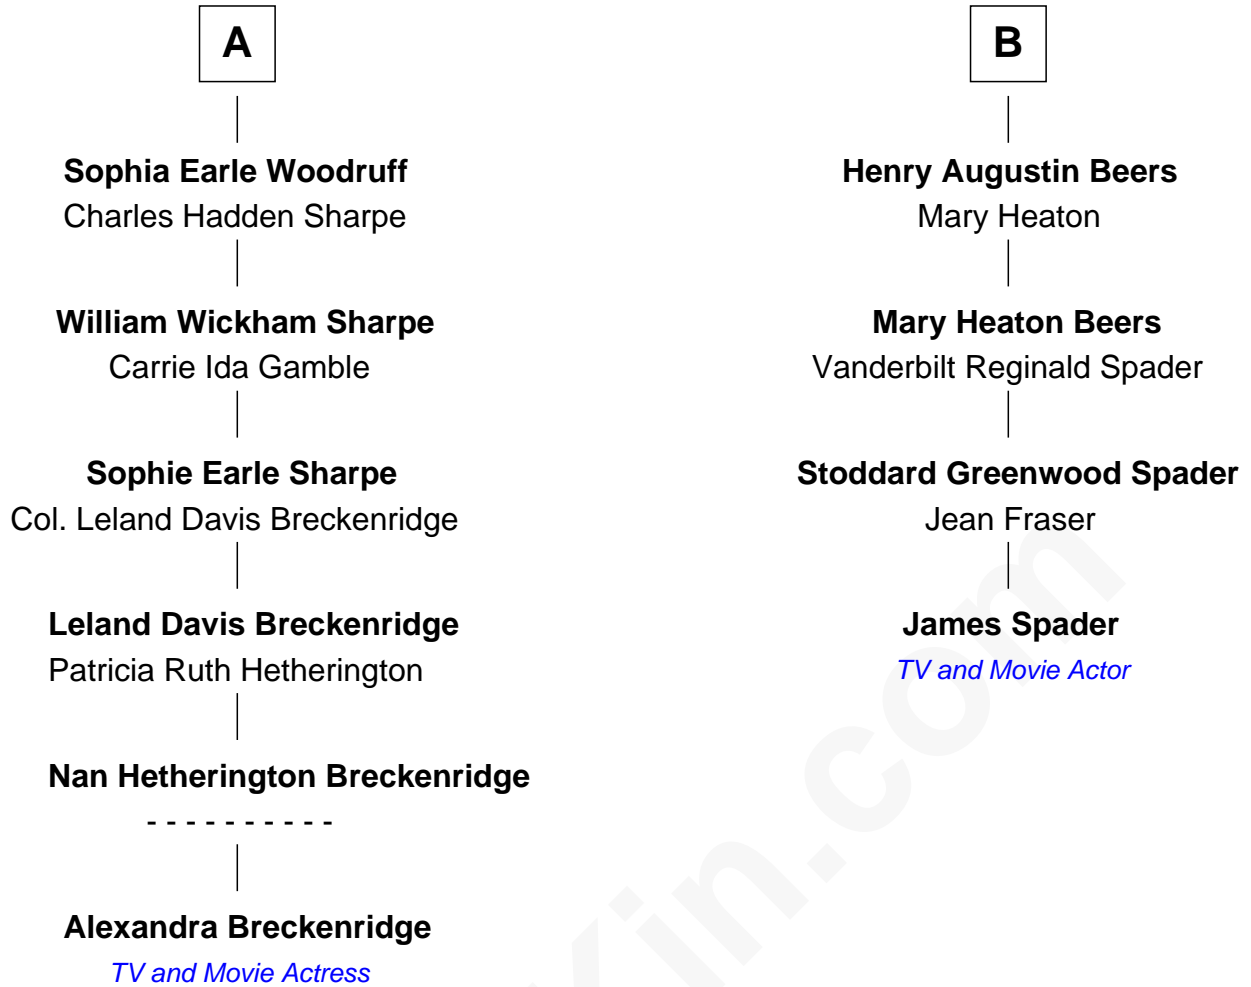 A
Sophia Earle Woodruff
Charles Hadden Sharpe
William Wickham Sharpe
Carrie Ida Gamble
Sophie Earle Sharpe
Col. Leland Davis Breckenridge
Leland Davis Breckenridge
Patricia Ruth Hetherington
Nan Hetherington Breckenridge
- - - - - - - - - -
Alexandra Breckenridge
TV and Movie Actress
B
Henry Augustin Beers
Mary Heaton
Mary Heaton Beers
Vanderbilt Reginald Spader
Stoddard Greenwood Spader
Jean Fraser
James Spader
TV and Movie Actor
Kin.com